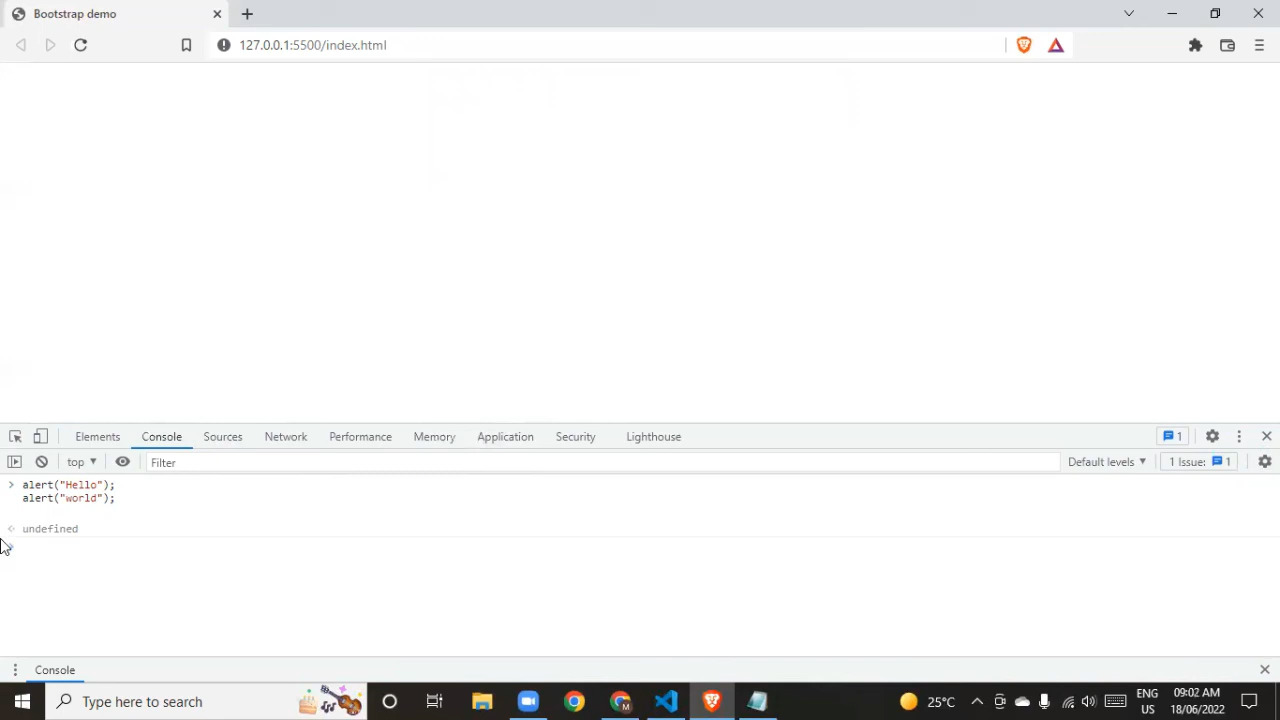 Bootstrap demo
127.0.0.1:5500/index.html
Elements Console Sources Network Performance Memory Application Security Lighthouse 1
top Filter Default levels 1 Issue: 1
alert("Hello");
alert("world");
undefined
Console
Type here to search
M
25°C
ENG
US
09:02 AM
18/06/2022